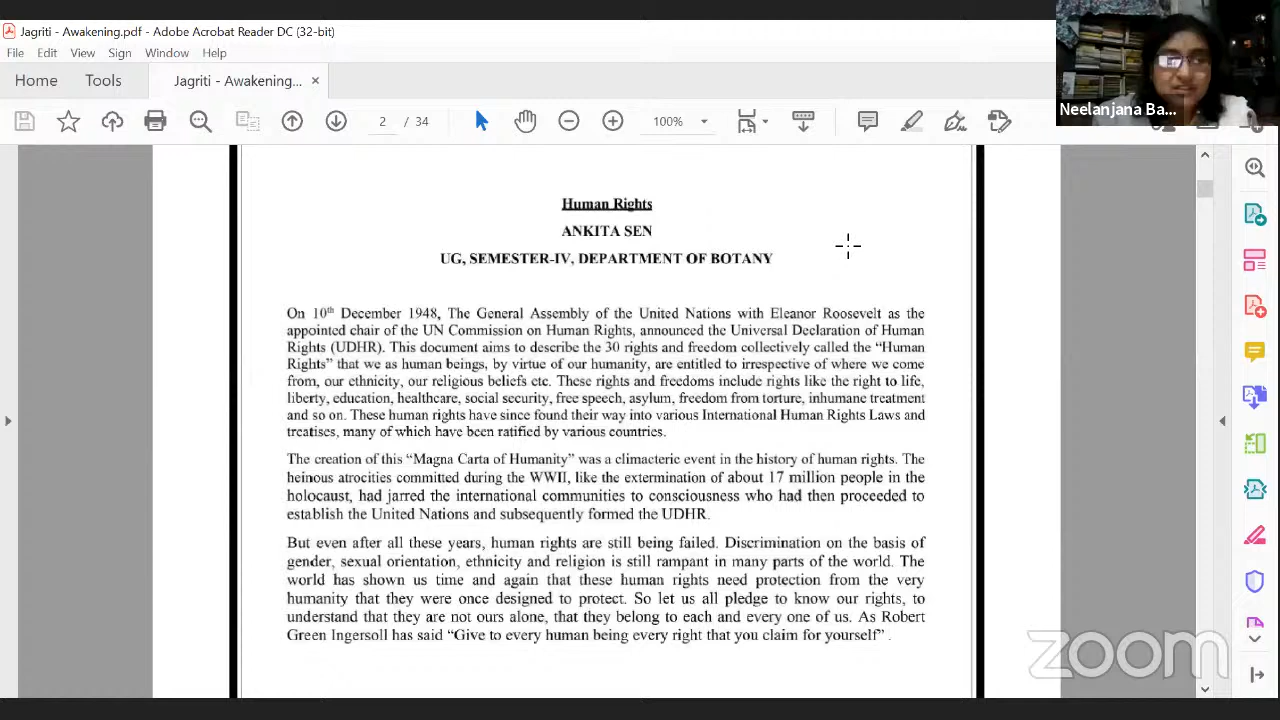 Jagriti - Awakening.pdf - Adobe Acrobat Reader DC (32-bit)
File Edit View Sign Window Help
Home Tools Jagriti - Awakening... ×
2 / 34 100%
Neelanjana Ba...
Human Rights
ANKITA SEN
UG, SEMESTER-IV, DEPARTMENT OF BOTANY
On 10th December 1948, The General Assembly of the United Nations with Eleanor Roosevelt as the
appointed chair of the UN Commission on Human Rights, announced the Universal Declaration of Human
Rights (UDHR). This document aims to describe the 30 rights and freedom collectively called the “Human
Rights” that we as human beings, by virtue of our humanity, are entitled to irrespective of where we come
from, our ethnicity, our religious beliefs etc. These rights and freedoms include rights like the right to life,
liberty, education, healthcare, social security, free speech, asylum, freedom from torture, inhumane treatment
and so on. These human rights have since found their way into various International Human Rights Laws and
treatises, many of which have been ratified by various countries.
The creation of this “Magna Carta of Humanity” was a climacteric event in the history of human rights. The
heinous atrocities committed during the WWII, like the extermination of about 17 million people in the
holocaust, had jarred the international communities to consciousness who had then proceeded to
establish the United Nations and subsequently formed the UDHR.
But even after all these years, human rights are still being failed. Discrimination on the basis of
gender, sexual orientation, ethnicity and religion is still rampant in many parts of the world. The
world has shown us time and again that these human rights need protection from the very
humanity that they were once designed to protect. So let us all pledge to know our rights, to
understand that they are not ours alone, that they belong to each and every one of us. As Robert
Green Ingersoll has said “Give to every human being every right that you claim for yourself” .
zoom